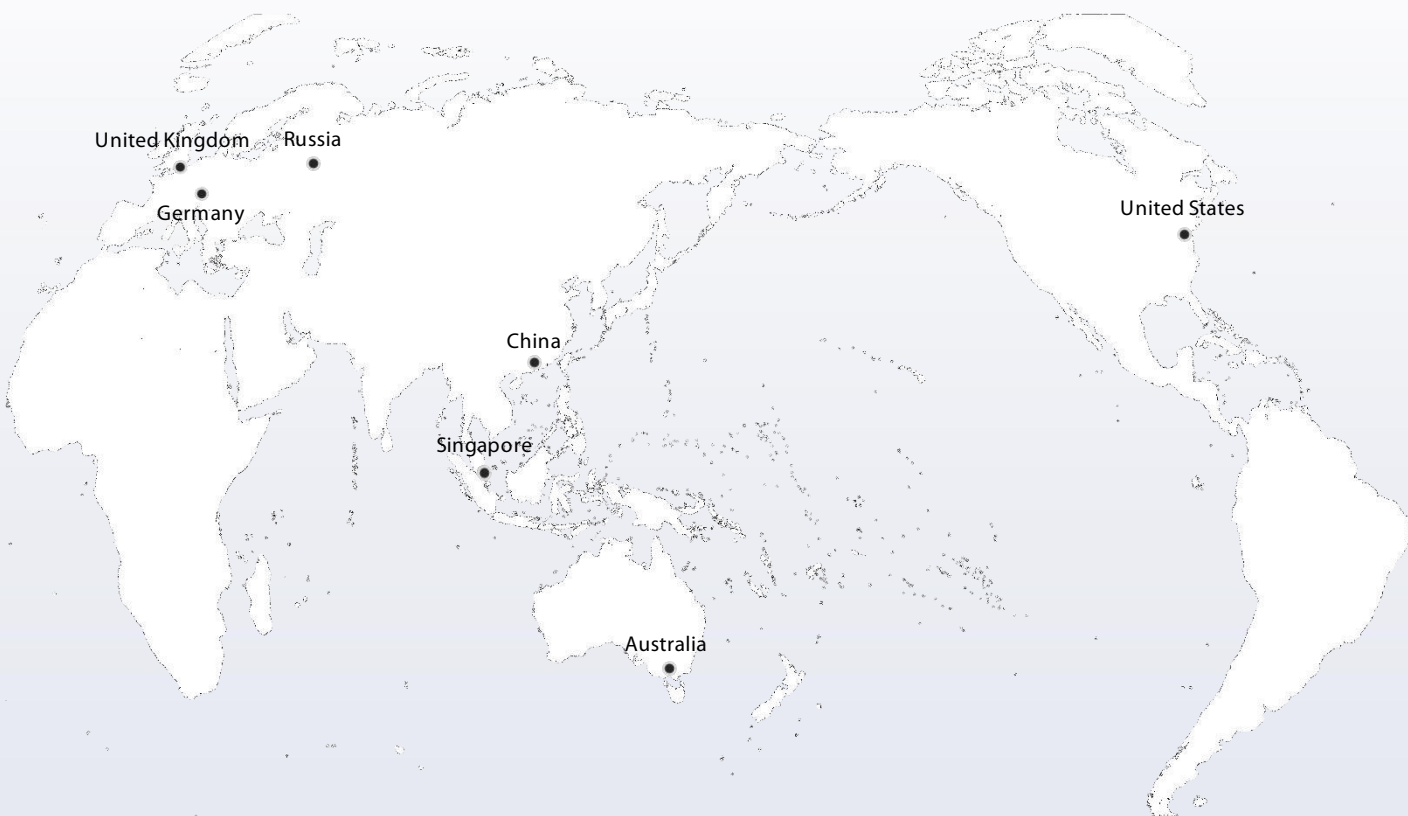 United Kingdom
Russia
Germany
United States
China
Singapore
Australia